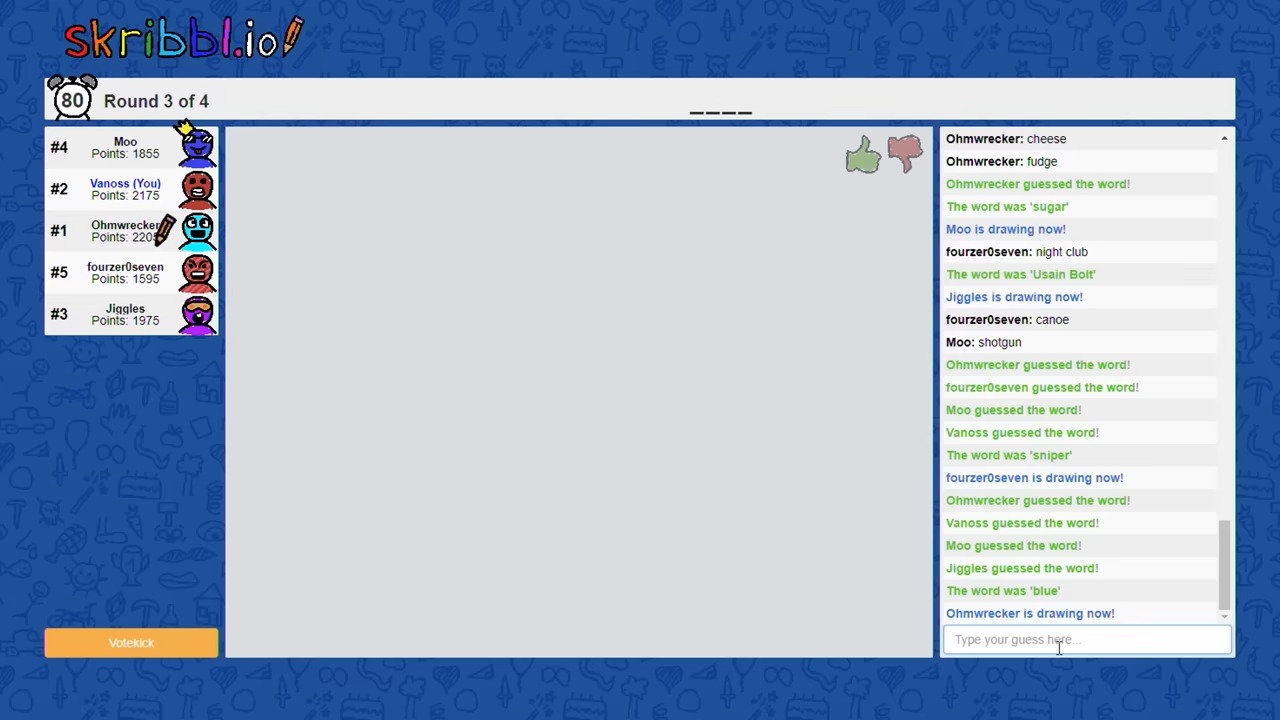 skribbl.io
80 Round 3 of 4
____
#4 Moo
Points: 1855
#2 Vanoss (You)
Points: 2175
#1 Ohmwrecker
Points: 2205
#5 fourzer0seven
Points: 1595
#3 Jiggles
Points: 1975
Votekick
Ohmwrecker: cheese
Ohmwrecker: fudge
Ohmwrecker guessed the word!
The word was 'sugar'
Moo is drawing now!
fourzer0seven: night club
The word was 'Usain Bolt'
Jiggles is drawing now!
fourzer0seven: canoe
Moo: shotgun
Ohmwrecker guessed the word!
fourzer0seven guessed the word!
Moo guessed the word!
Vanoss guessed the word!
The word was 'sniper'
fourzer0seven is drawing now!
Ohmwrecker guessed the word!
Vanoss guessed the word!
Moo guessed the word!
Jiggles guessed the word!
The word was 'blue'
Ohmwrecker is drawing now!
Type your guess here...